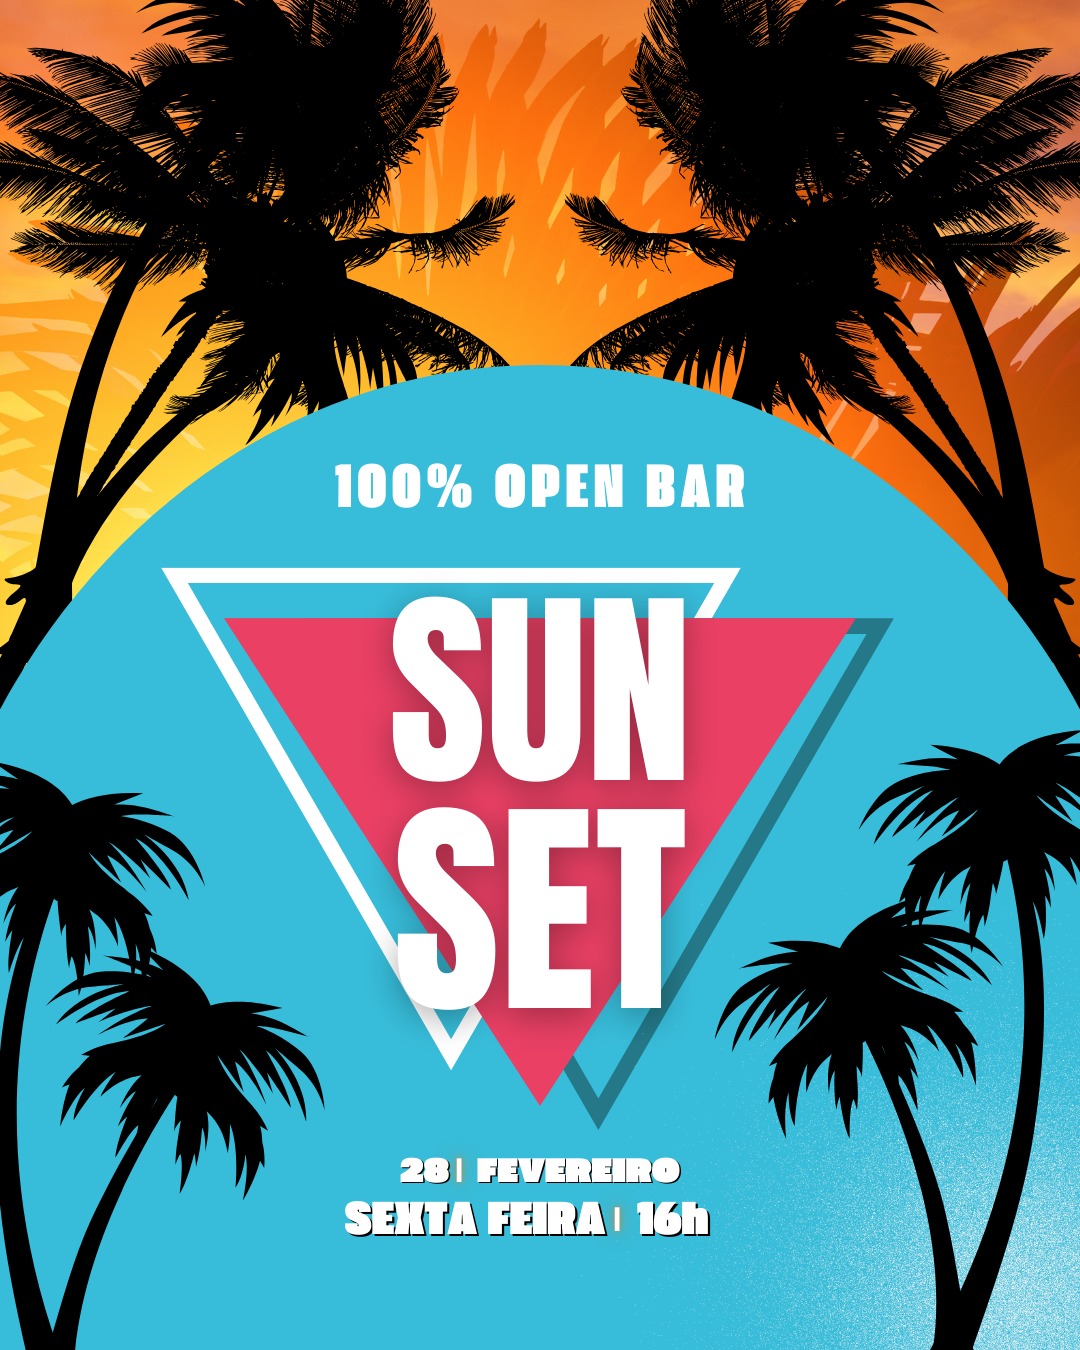 100% OPEN BAR
SUN
SET
28 | FEVEREIRO
SEXTA FEIRA | 16h